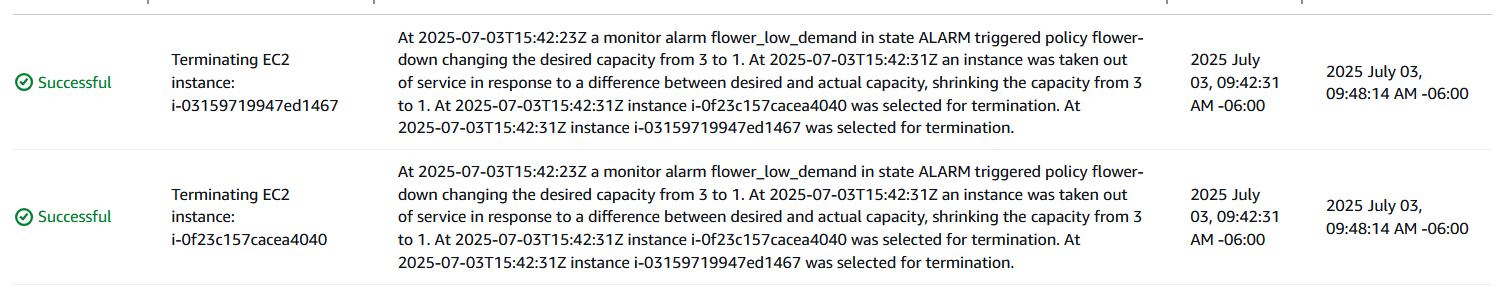 Successful
Terminating EC2
instance:
i-03159719947ed1467
At 2025-07-03T15:42:23Z a monitor alarm flower_low_demand in state ALARM triggered policy flower-
down changing the desired capacity from 3 to 1. At 2025-07-03T15:42:31Z an instance was taken out
of service in response to a difference between desired and actual capacity, shrinking the capacity from 3
to 1. At 2025-07-03T15:42:31Z instance i-0f23c157cacea4040 was selected for termination. At
2025-07-03T15:42:31Z instance i-03159719947ed1467 was selected for termination.
2025 July
03, 09:42:31
AM -06:00
2025 July 03,
09:48:14 AM -06:00
Successful
Terminating EC2
instance:
i-0f23c157cacea4040
At 2025-07-03T15:42:23Z a monitor alarm flower_low_demand in state ALARM triggered policy flower-
down changing the desired capacity from 3 to 1. At 2025-07-03T15:42:31Z an instance was taken out
of service in response to a difference between desired and actual capacity, shrinking the capacity from 3
to 1. At 2025-07-03T15:42:31Z instance i-0f23c157cacea4040 was selected for termination. At
2025-07-03T15:42:31Z instance i-03159719947ed1467 was selected for termination.
2025 July
03, 09:42:31
AM -06:00
2025 July 03,
09:48:14 AM -06:00